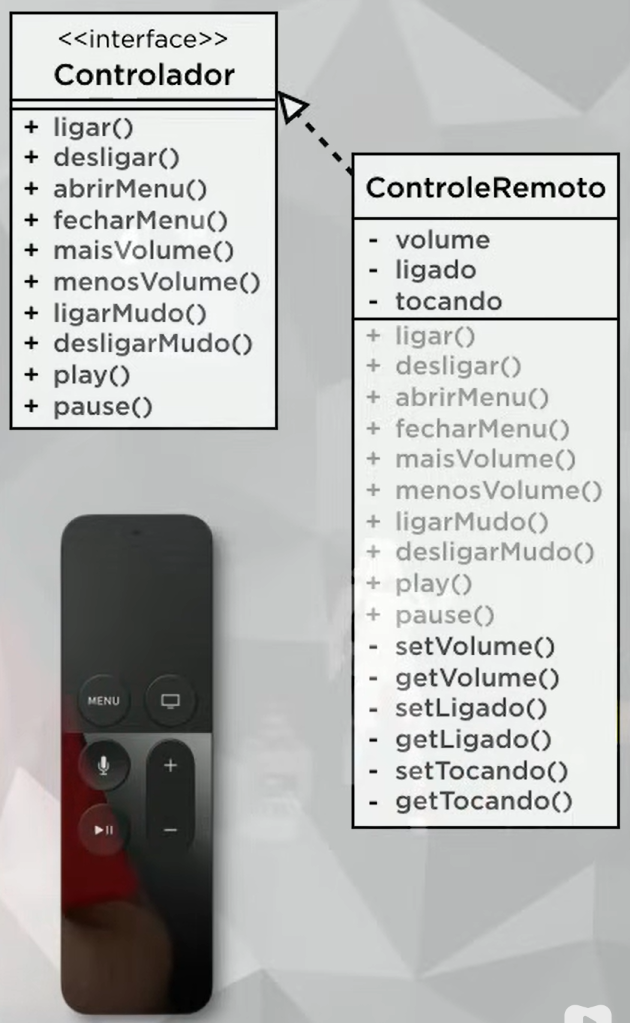 <<interface>>
Controlador
+ ligar()
+ desligar()
+ abrirMenu()
+ fecharMenu()
+ maisVolume()
+ menosVolume()
+ ligarMudo()
+ desligarMudo()
+ play()
+ pause()
ControleRemoto
- volume
- ligado
- tocando
+ ligar()
+ desligar()
+ abrirMenu()
+ fecharMenu()
+ maisVolume()
+ menosVolume()
+ ligarMudo()
+ desligarMudo()
+ play()
+ pause()
- setVolume()
- getVolume()
- setLigado()
- getLigado()
- setTocando()
- getTocando()
MENU
+
−